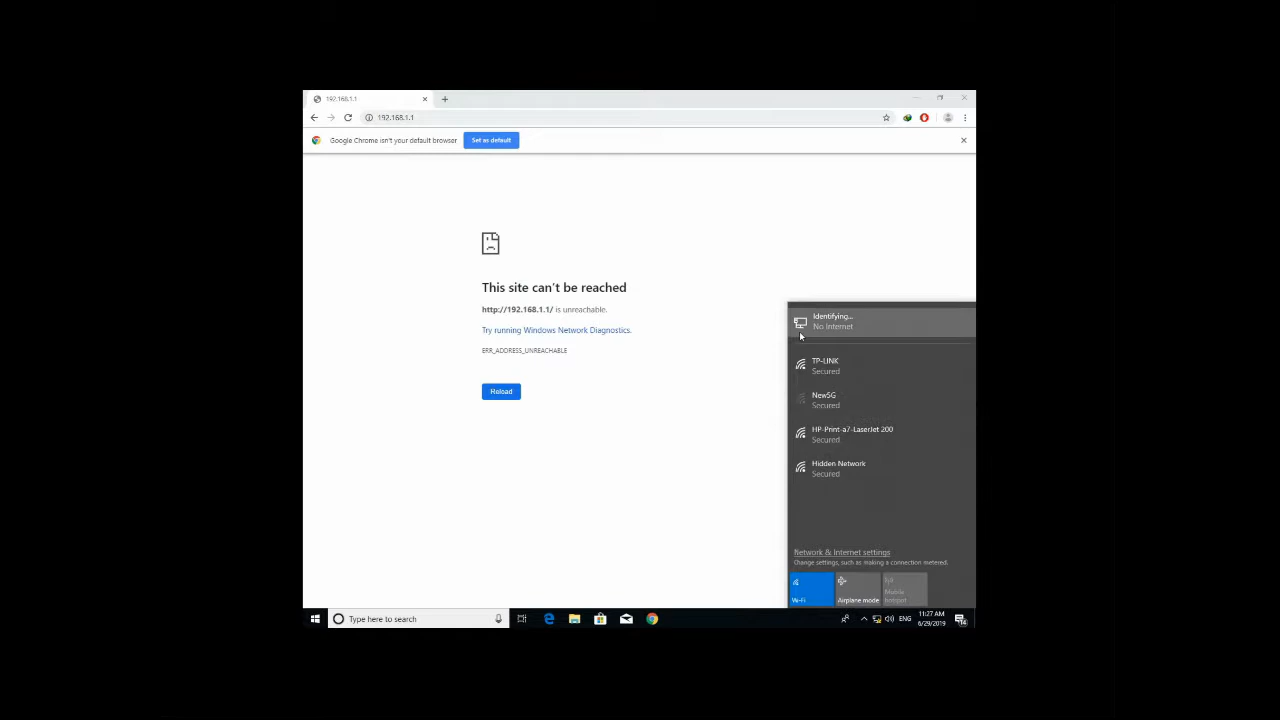 192.168.1.1
192.168.1.1
Google Chrome isn't your default browser
Set as default
This site can't be reached
http://192.168.1.1/ is unreachable.
Try running Windows Network Diagnostics.
ERR_ADDRESS_UNREACHABLE
Reload
Identifying...
No Internet
TP-LINK
Secured
NewSG
Secured
HP-Print-a7-LaserJet 200
Secured
Hidden Network
Secured
Network & Internet settings
Change settings, such as making a connection metered.
Wi-Fi
Airplane mode
Mobile
hotspot
Type here to search
ENG
11:27 AM
6/29/2019